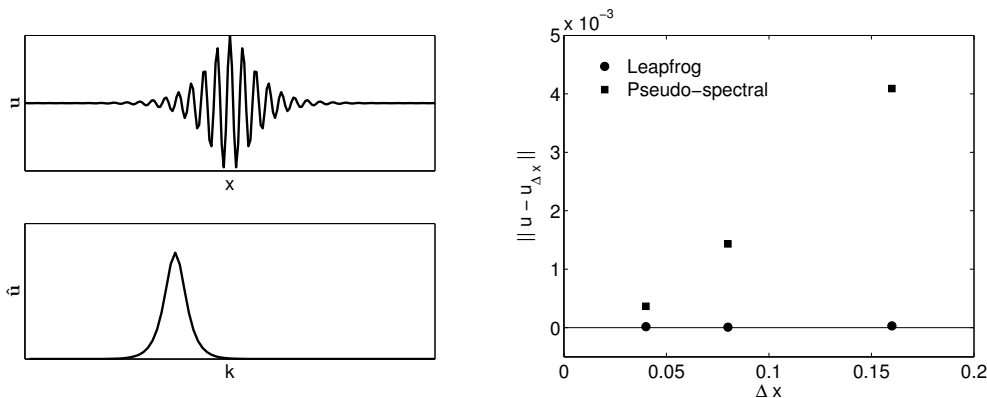 u
x
û
k
x 10⁻³
5
4
3
2
1
0
|| u − u_{Δ x} ||
Leapfrog
Pseudo−spectral
0
0.05
0.1
0.15
0.2
Δ x